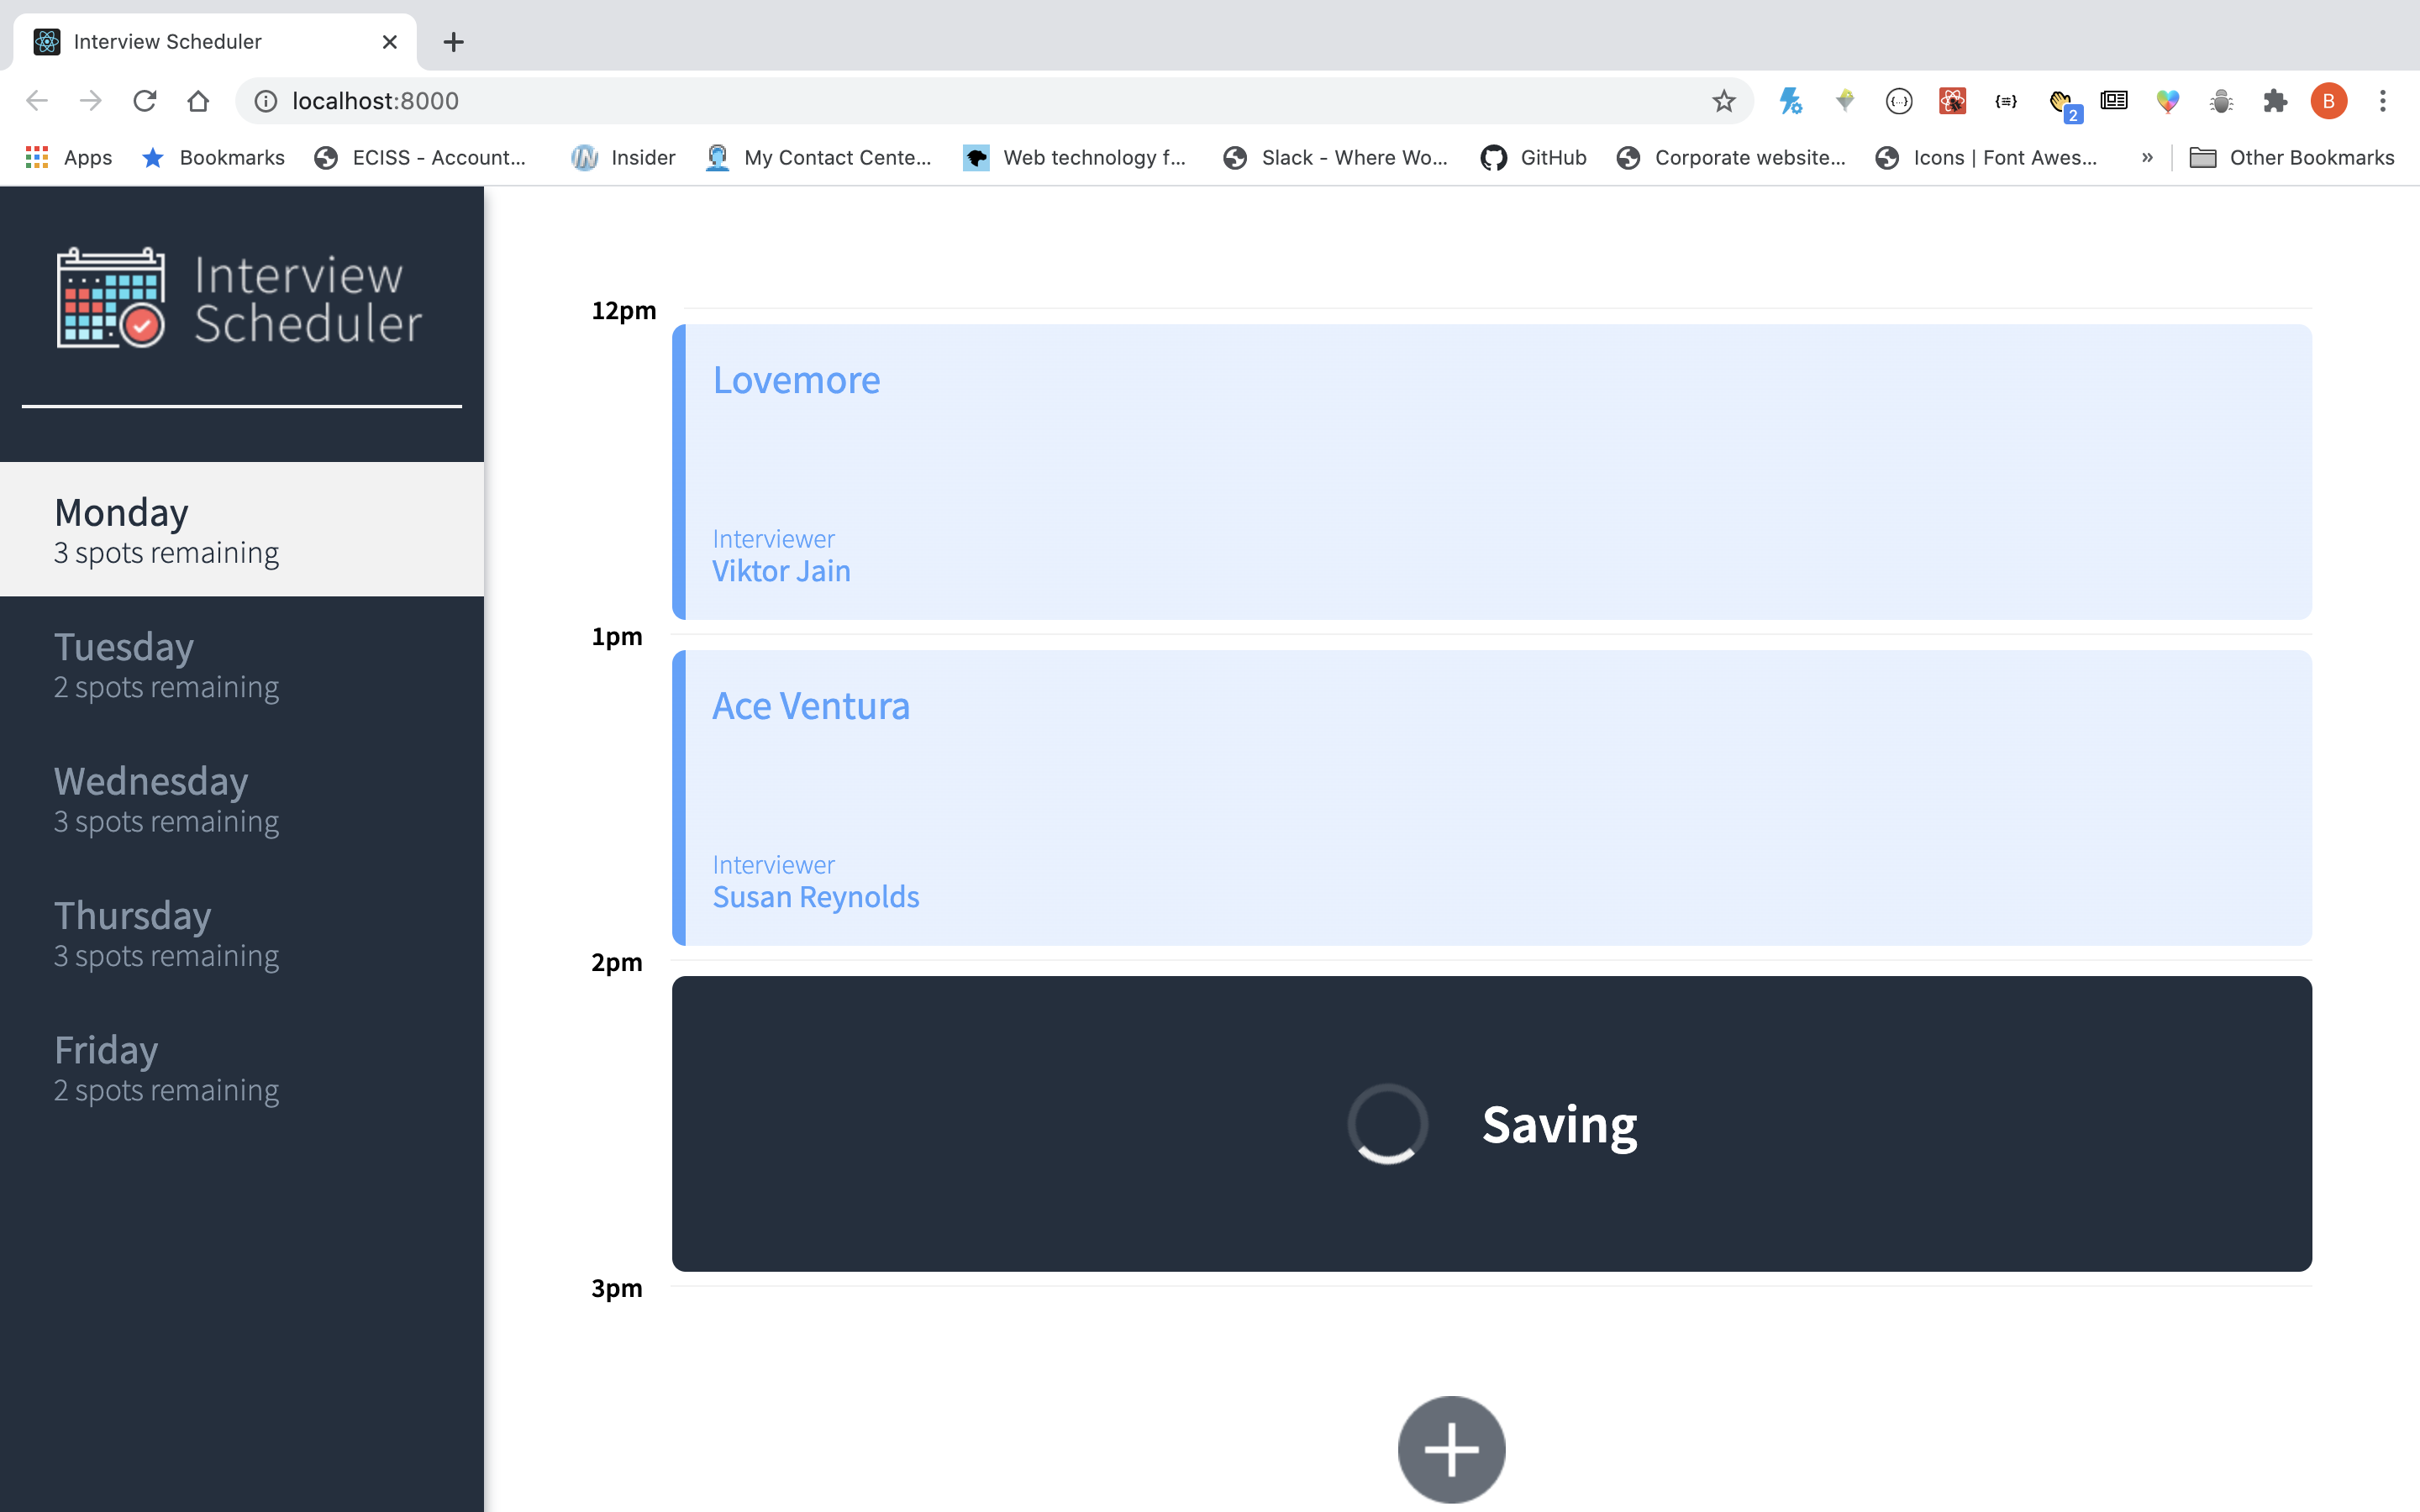 Interview Scheduler
localhost:8000
2
B
Apps
Bookmarks
ECISS - Account...
Insider
My Contact Cente...
Web technology f...
Slack - Where Wo...
GitHub
Corporate website...
Icons | Font Awes...
»
Other Bookmarks
Interview
Scheduler
Monday
3 spots remaining
Tuesday
2 spots remaining
Wednesday
3 spots remaining
Thursday
3 spots remaining
Friday
2 spots remaining
12pm
Lovemore
Interviewer
Viktor Jain
1pm
Ace Ventura
Interviewer
Susan Reynolds
2pm
Saving
3pm